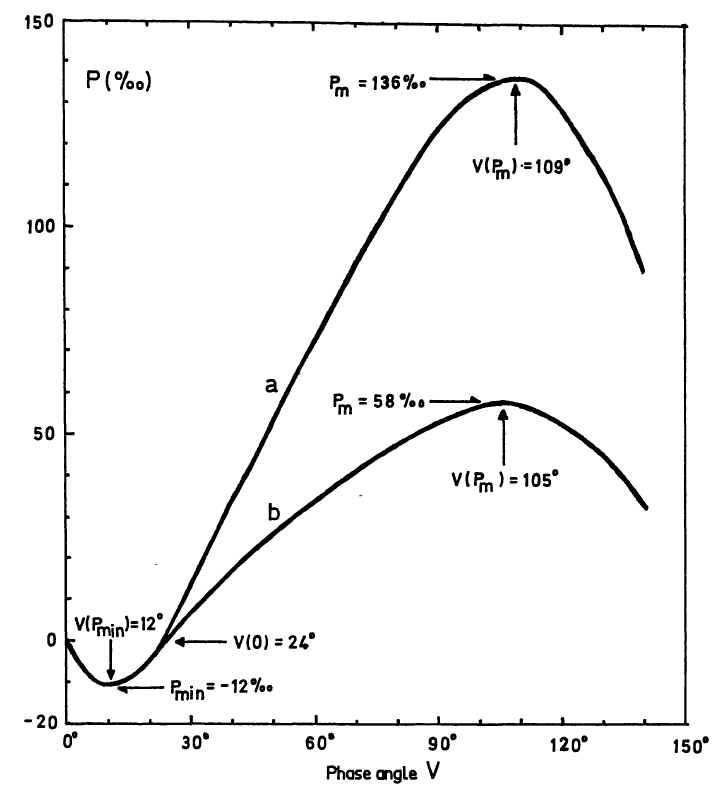 150
P (‰)
Pm = 136‰
V(Pm) = 109°
100
a
Pm = 58‰
50
V(Pm) = 105°
b
V(Pmin)=12°
0
V(0) = 24°
Pmin = -12‰
-20
0° 30° 60° 90° 120° 150°
Phase angle V